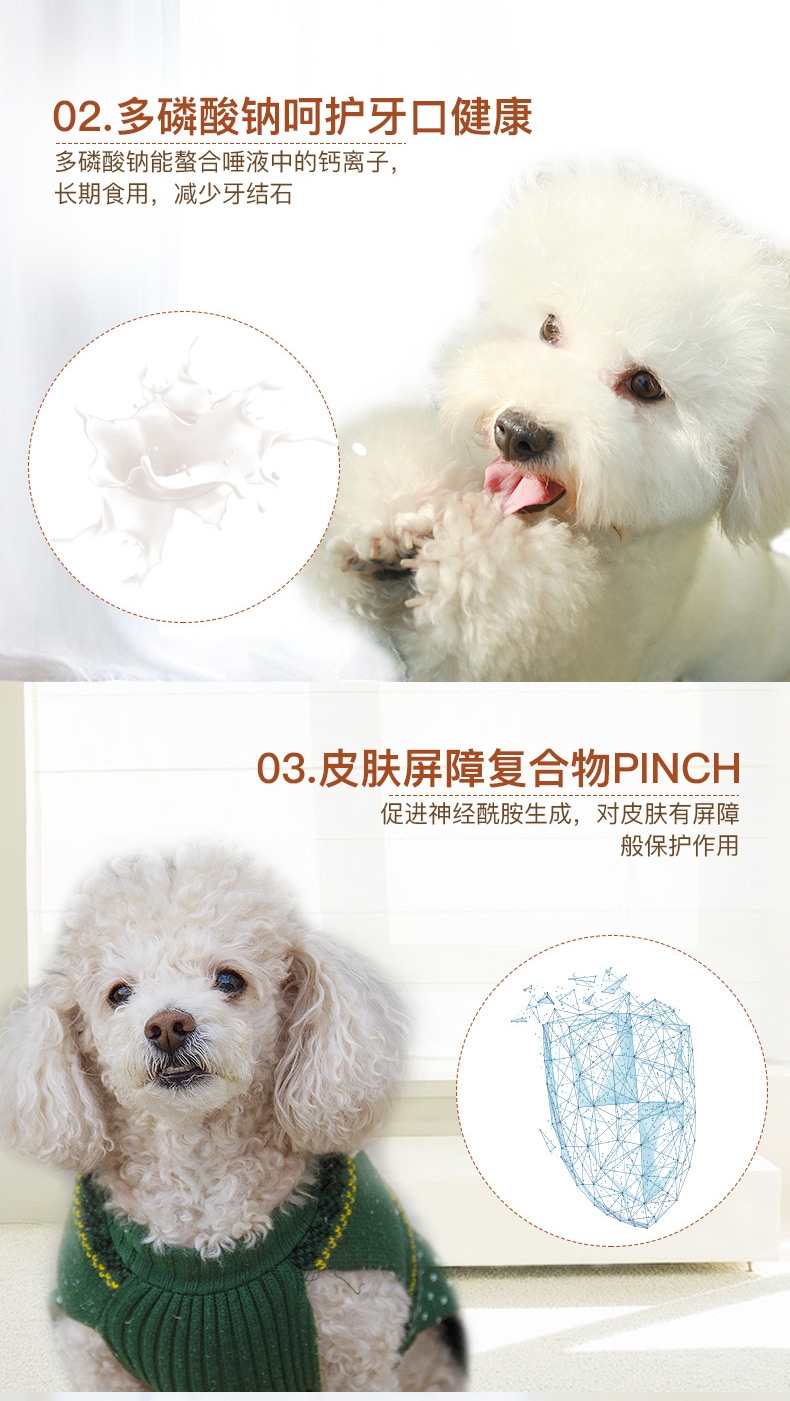 02.多磷酸钠呵护牙口健康
多磷酸钠能螯合唾液中的钙离子，
长期食用，减少牙结石
03.皮肤屏障复合物PINCH
促进神经酰胺生成，对皮肤有屏障
般保护作用